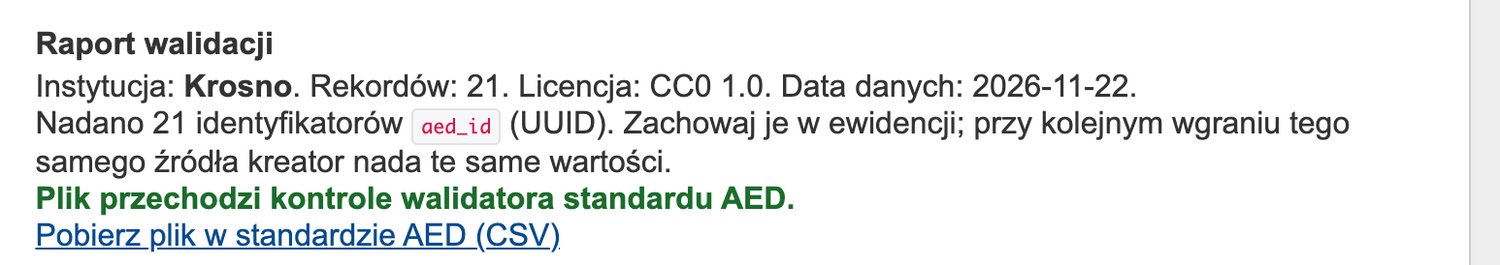 Raport walidacji
Instytucja: Krosno. Rekordów: 21. Licencja: CC0 1.0. Data danych: 2026-11-22.
Nadano 21 identyfikatorów aed_id (UUID). Zachowaj je w ewidencji; przy kolejnym wgraniu tego
samego źródła kreator nada te same wartości.
Plik przechodzi kontrole walidatora standardu AED.
Pobierz plik w standardzie AED (CSV)